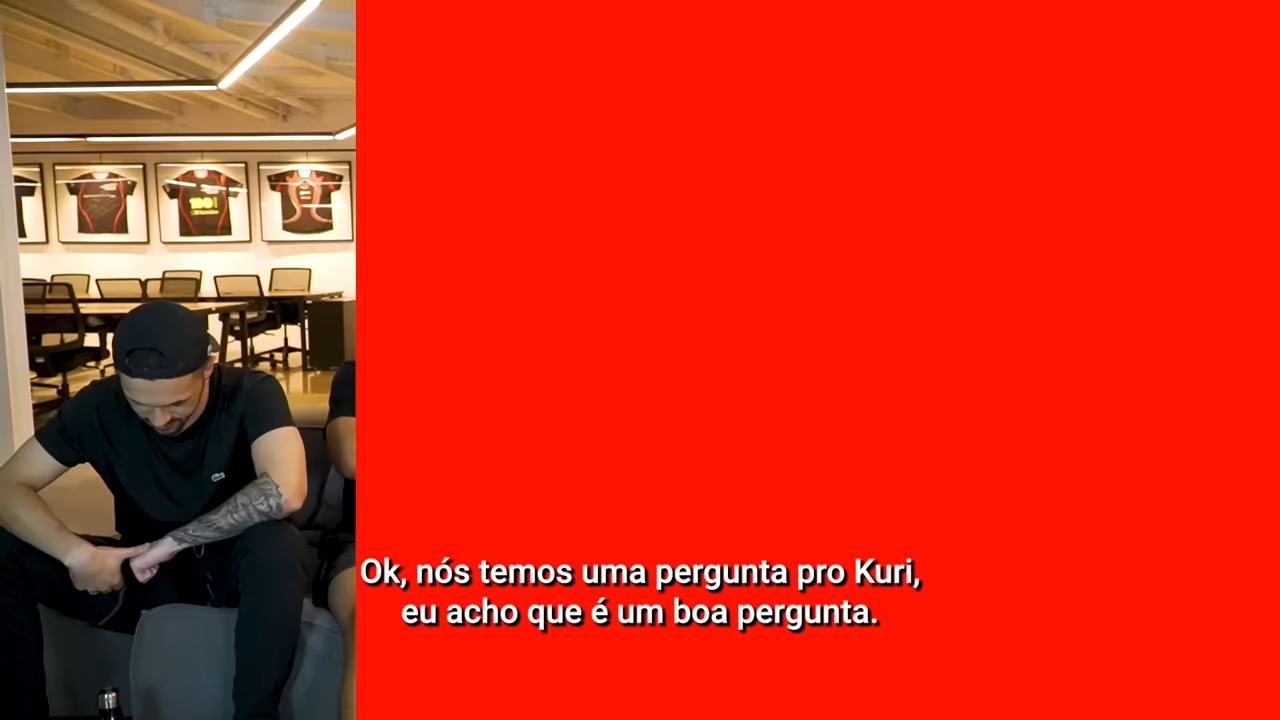 Ok, nós temos uma pergunta pro Kuri,
eu acho que é um boa pergunta.